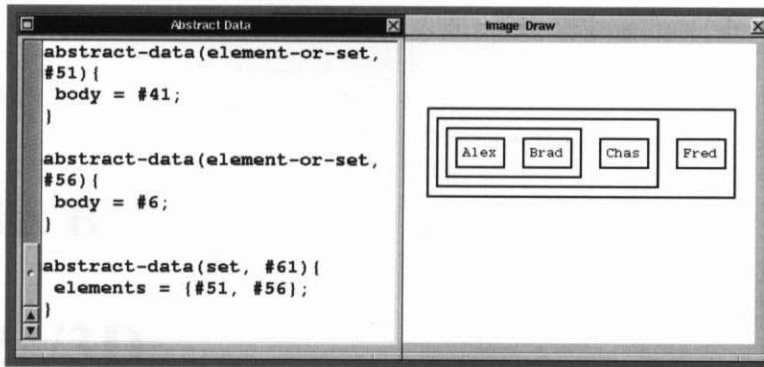 Abstract Data
abstract-data(element-or-set,
#51){
body = #41;
}
abstract-data(element-or-set,
#56){
body = #6;
}
abstract-data(set, #61){
elements = {#51, #56};
}
Image Draw
Alex Brad Chas Fred